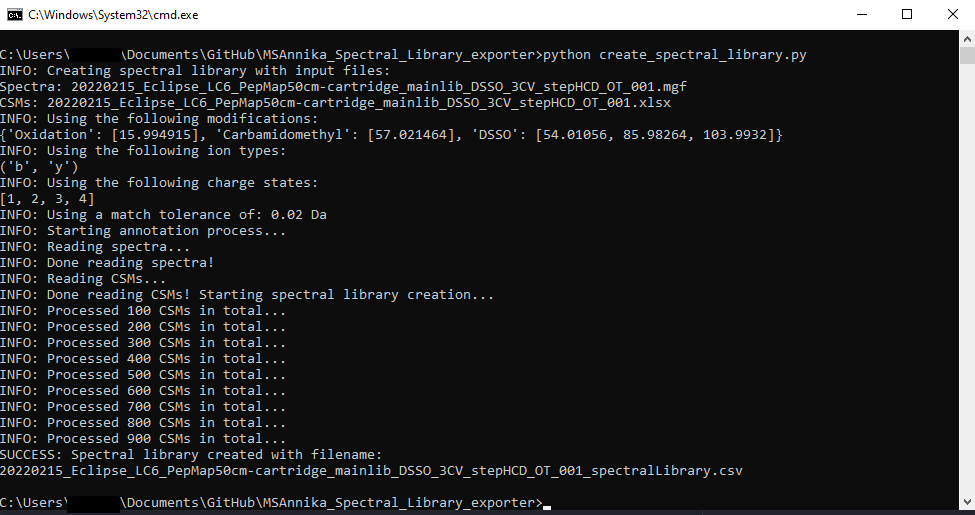 C:\Windows\System32\cmd.exe
C:\Users\ \Documents\GitHub\MSAnnika_Spectral_Library_exporter>python create_spectral_library.py
INFO: Creating spectral library with input files:
Spectra: 20220215_Eclipse_LC6_PepMap50cm-cartridge_mainlib_DSSO_3CV_stepHCD_OT_001.mgf
CSMs: 20220215_Eclipse_LC6_PepMap50cm-cartridge_mainlib_DSSO_3CV_stepHCD_OT_001.xlsx
INFO: Using the following modifications:
{'Oxidation': [15.994915], 'Carbamidomethyl': [57.021464], 'DSSO': [54.01056, 85.98264, 103.9932]}
INFO: Using the following ion types:
('b', 'y')
INFO: Using the following charge states:
[1, 2, 3, 4]
INFO: Using a match tolerance of: 0.02 Da
INFO: Starting annotation process...
INFO: Reading spectra...
INFO: Done reading spectra!
INFO: Reading CSMs...
INFO: Done reading CSMs! Starting spectral library creation...
INFO: Processed 100 CSMs in total...
INFO: Processed 200 CSMs in total...
INFO: Processed 300 CSMs in total...
INFO: Processed 400 CSMs in total...
INFO: Processed 500 CSMs in total...
INFO: Processed 600 CSMs in total...
INFO: Processed 700 CSMs in total...
INFO: Processed 800 CSMs in total...
INFO: Processed 900 CSMs in total...
SUCCESS: Spectral library created with filename:
20220215_Eclipse_LC6_PepMap50cm-cartridge_mainlib_DSSO_3CV_stepHCD_OT_001_spectralLibrary.csv
C:\Users\ \Documents\GitHub\MSAnnika_Spectral_Library_exporter>